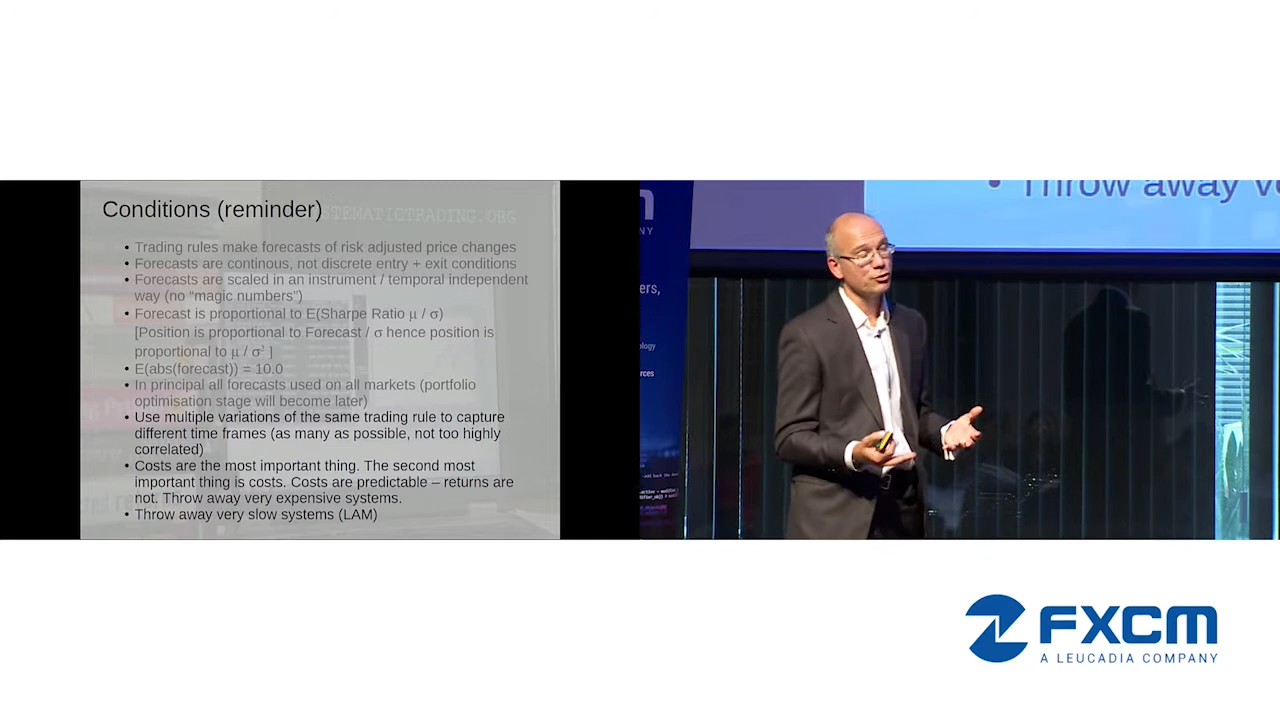 Conditions (reminder)
STEMATICTRADING.ORG
• Trading rules make forecasts of risk adjusted price changes
• Forecasts are continous, not discrete entry + exit conditions
• Forecasts are scaled in an instrument / temporal independent
way (no “magic numbers”)
• Forecast is proportional to E(Sharpe Ratio μ / σ)
[Position is proportional to Forecast / σ hence position is
proportional to μ / σ² ]
• E(abs(forecast)) = 10.0
• In principal all forecasts used on all markets (portfolio
optimisation stage will become later)
• Use multiple variations of the same trading rule to capture
different time frames (as many as possible, not too highly
correlated)
• Costs are the most important thing. The second most
important thing is costs. Costs are predictable – returns are
not. Throw away very expensive systems.
• Throw away very slow systems (LAM)
• Throw away ve
NY
ers,
ology
rces
FXCM
A LEUCADIA COMPANY